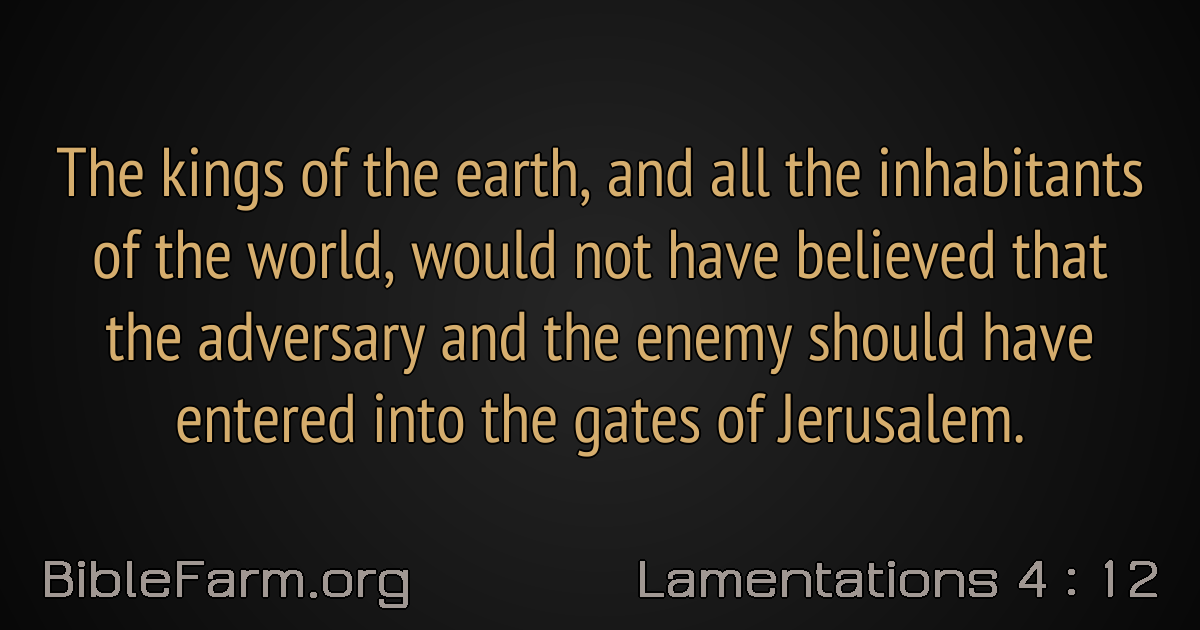 The kings of the earth, and all the inhabitants
of the world, would not have believed that
the adversary and the enemy should have
entered into the gates of Jerusalem.
BibleFarm.org
Lamentations 4 : 12